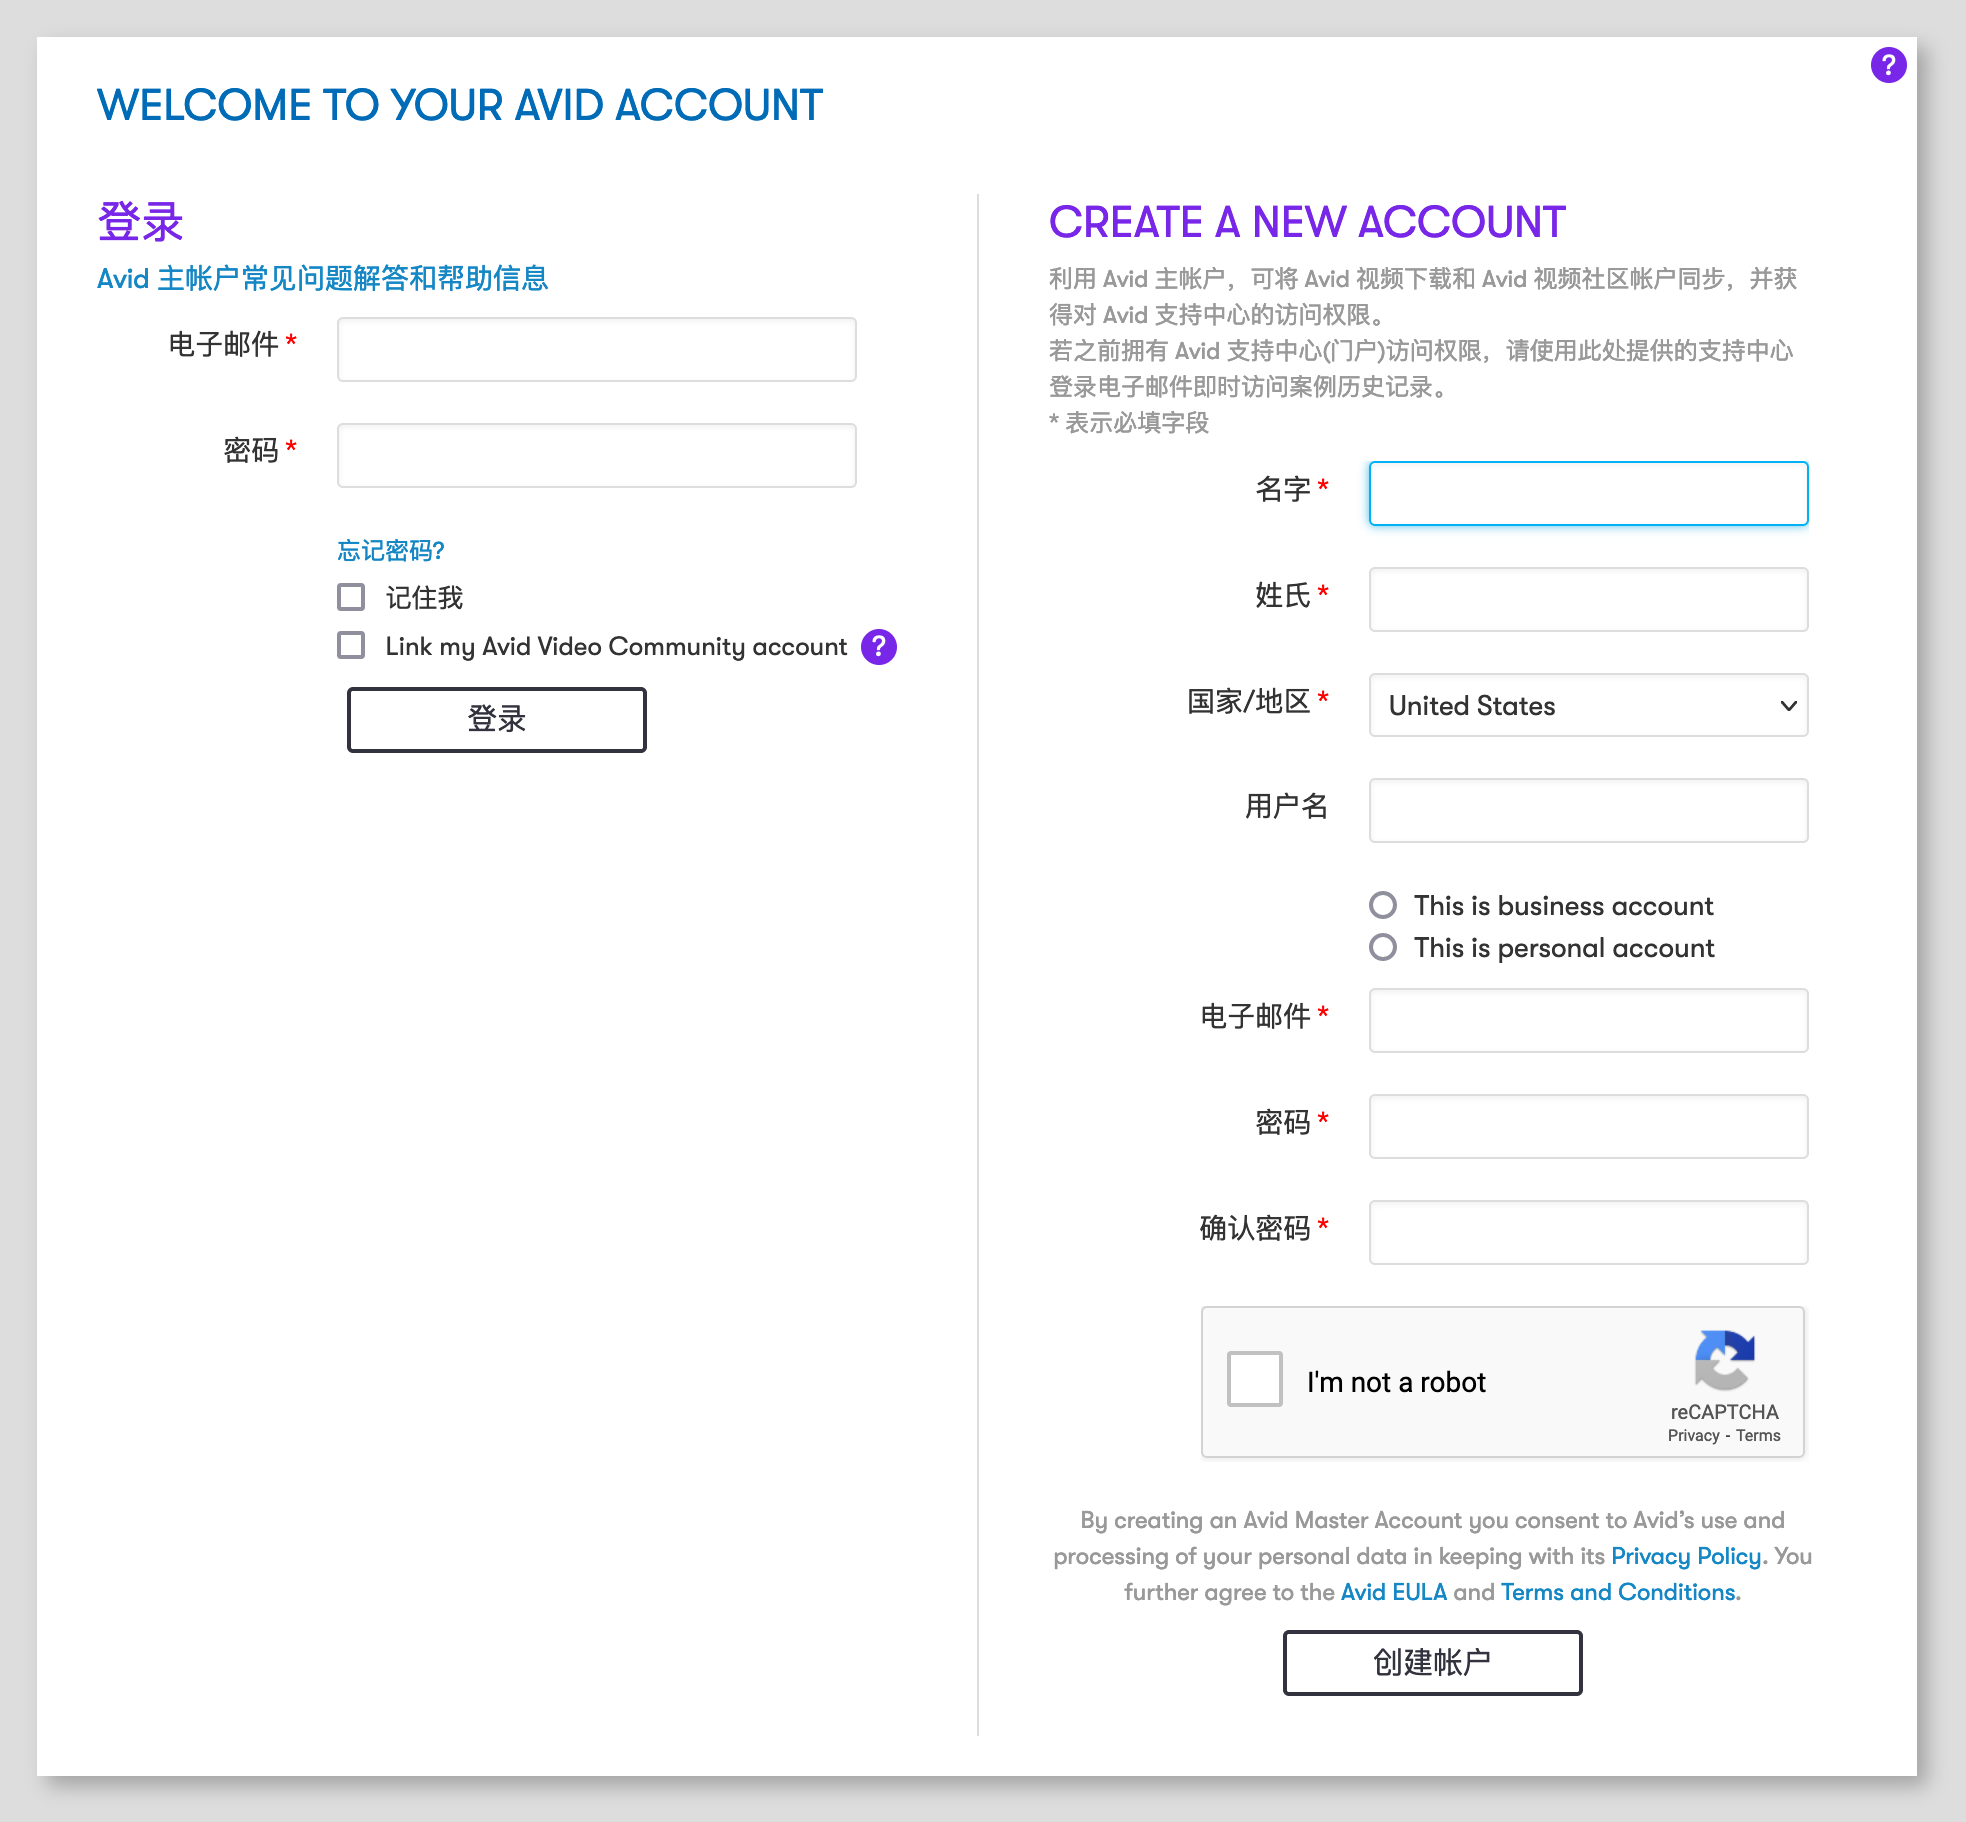 ?
WELCOME TO YOUR AVID ACCOUNT
登录
Avid 主帐户常见问题解答和帮助信息
电子邮件 *
密码 *
忘记密码?
记住我
Link my Avid Video Community account ?
登录
CREATE A NEW ACCOUNT
利用 Avid 主帐户，可将 Avid 视频下载和 Avid 视频社区帐户同步，并获
得对 Avid 支持中心的访问权限。
若之前拥有 Avid 支持中心(门户)访问权限，请使用此处提供的支持中心
登录电子邮件即时访问案例历史记录。
* 表示必填字段
名字 *
姓氏 *
国家/地区 * United States
用户名
This is business account
This is personal account
电子邮件 *
密码 *
确认密码 *
I'm not a robot
reCAPTCHA
Privacy - Terms
By creating an Avid Master Account you consent to Avid’s use and
processing of your personal data in keeping with its Privacy Policy. You
further agree to the Avid EULA and Terms and Conditions.
创建帐户